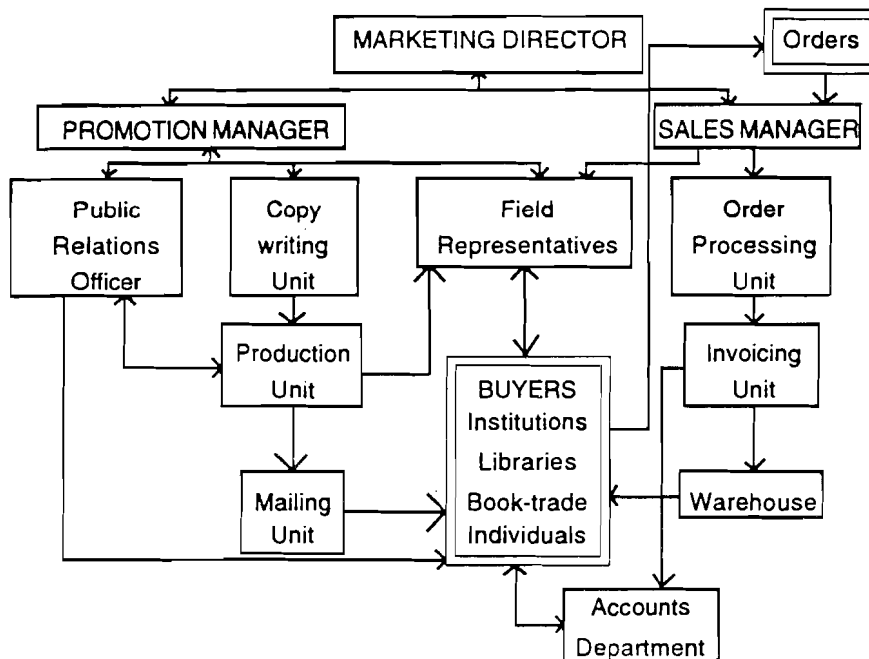 MARKETING DIRECTOR
Orders
PROMOTION MANAGER
SALES MANAGER
Public
Relations
Officer
Copy
writing
Unit
Field
Representatives
Order
Processing
Unit
Production
Unit
BUYERS
Institutions
Libraries
Book-trade
Individuals
Invoicing
Unit
Mailing
Unit
Warehouse
Accounts
Department